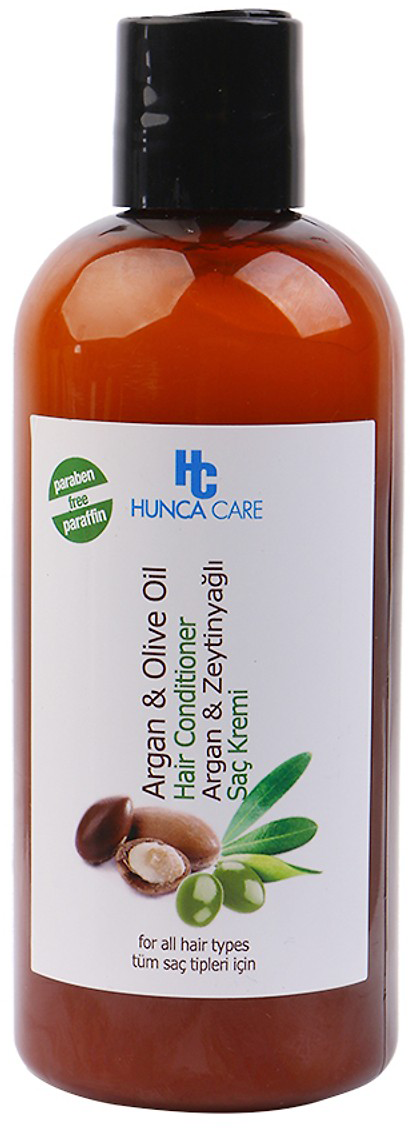 paraben
free
paraffin
HC
HUNCA CARE
Argan & Olive Oil
Hair Conditioner
Argan & Zeytinyağlı
Saç Kremi
for all hair types
tüm saç tipleri için